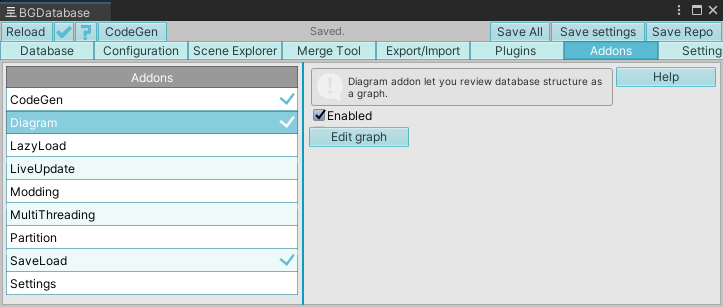 BGDatabase
Reload ? CodeGen Saved. Save All Save settings Save Repo
Database Configuration Scene Explorer Merge Tool Export/Import Plugins Addons Setting
Addons
CodeGen
Diagram
LazyLoad
LiveUpdate
Modding
MultiThreading
Partition
SaveLoad
Settings
Diagram addon let you review database structure as
a graph.
Help
Enabled
Edit graph